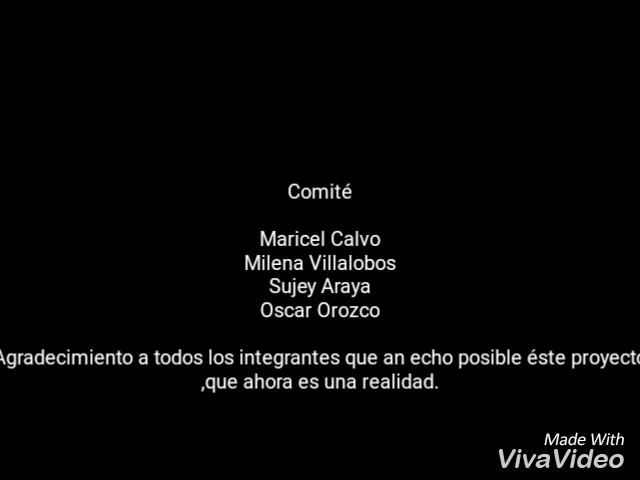 Comité
Maricel Calvo
Milena Villalobos
Sujey Araya
Oscar Orozco
Agradecimiento a todos los integrantes que an echo posible éste proyecto
,que ahora es una realidad.
Made With
VivaVideo